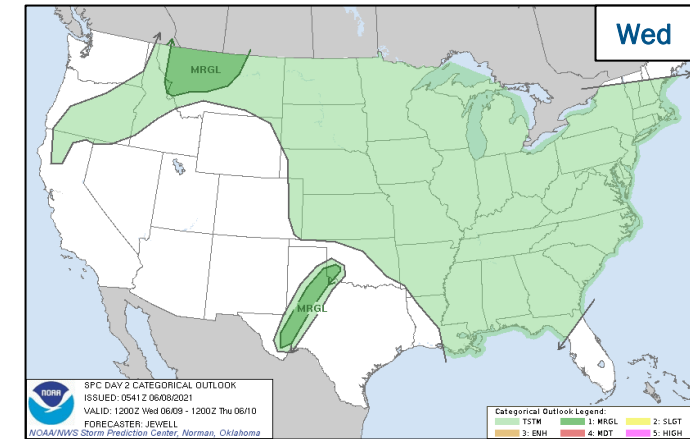 Wed
MRGL
MRGL
NOAA
SPC DAY 2 CATEGORICAL OUTLOOK
ISSUED: 0541Z 06/08/2021
VALID: 1200Z Wed 06/09 - 1200Z Thu 06/10
FORECASTER: JEWELL
NOAA/NWS Storm Prediction Center, Norman, Oklahoma
Categorical Outlook Legend:
TSTM 1: MRGL 2: SLGT
3: ENH 4: MDT 5: HIGH